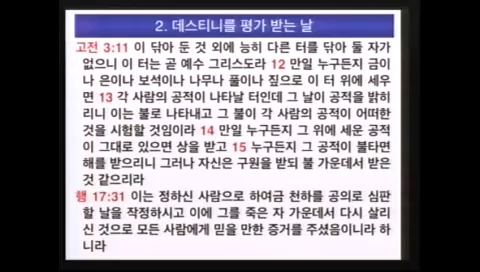 2. 데스티니를 평가 받는 날
고전 3:11 이 닦아 둔 것 외에 능히 다른 터를 닦아 둘 자가
없으니 이 터는 곧 예수 그리스도라 12 만일 누구든지 금이
나 은이나 보석이나 나무나 풀이나 짚으로 이 터 위에 세우
면 13 각 사람의 공적이 나타날 터인데 그 날이 공적을 밝히
리니 이는 불로 나타내고 그 불이 각 사람의 공적이 어떠한
것을 시험할 것임이라 14 만일 누구든지 그 위에 세운 공적
이 그대로 있으면 상을 받고 15 누구든지 그 공적이 불타면
해를 받으리니 그러나 자신은 구원을 받되 불 가운데서 받은
것 같으리라
행 17:31 이는 정하신 사람으로 하여금 천하를 공의로 심판
할 날을 작정하시고 이에 그를 죽은 자 가운데서 다시 살리
신 것으로 모든 사람에게 믿을 만한 증거를 주셨음이니라 하
니라